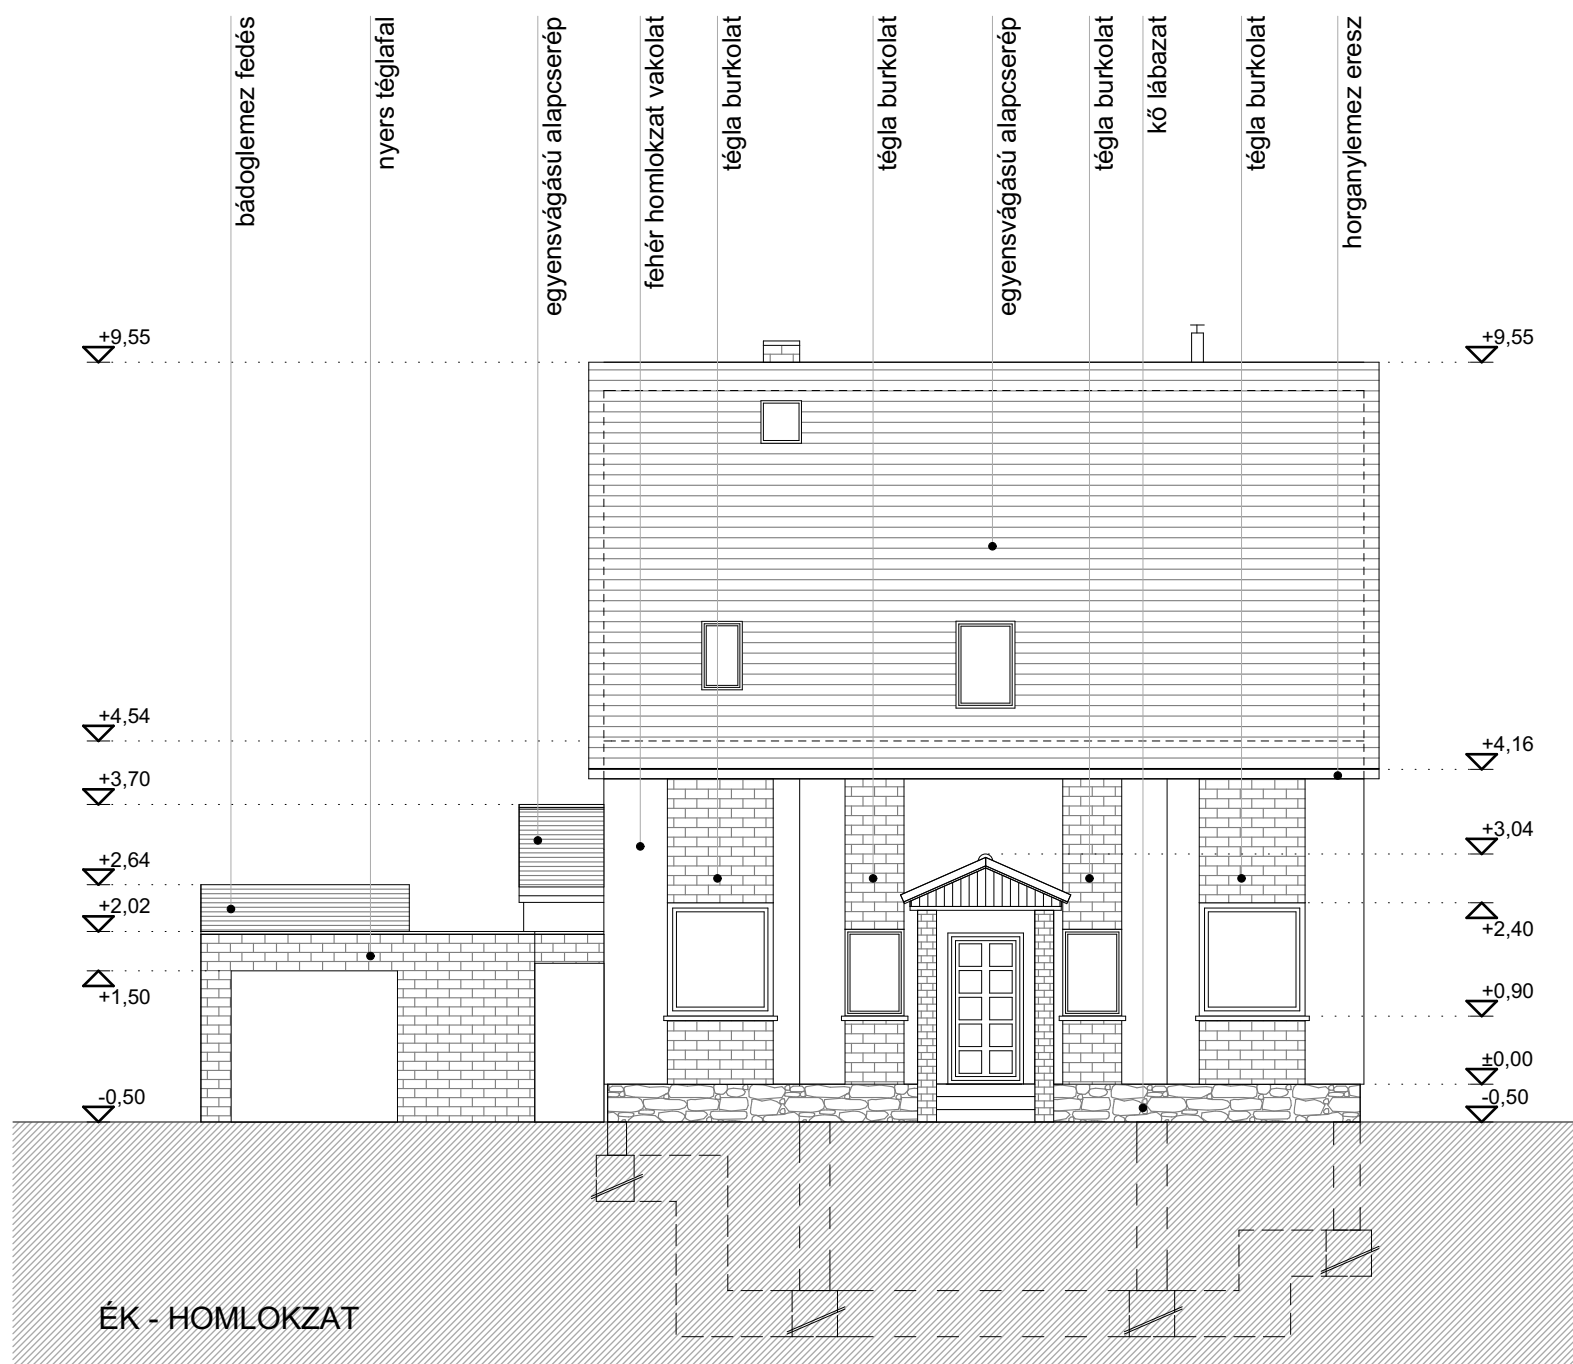 bádoglemez fedés
nyers téglafal
egyensvágású alapcserép
fehér homlokzat vakolat
tégla burkolat
tégla burkolat
egyensvágású alapcserép
tégla burkolat
kő lábazat
tégla burkolat
horganylemez eresz
+9,55
+9,55
+4,54
+4,16
+3,70
+3,04
+2,64
+2,02
+2,40
+1,50
+0,90
±0,00
-0,50
-0,50
ÉK - HOMLOKZAT